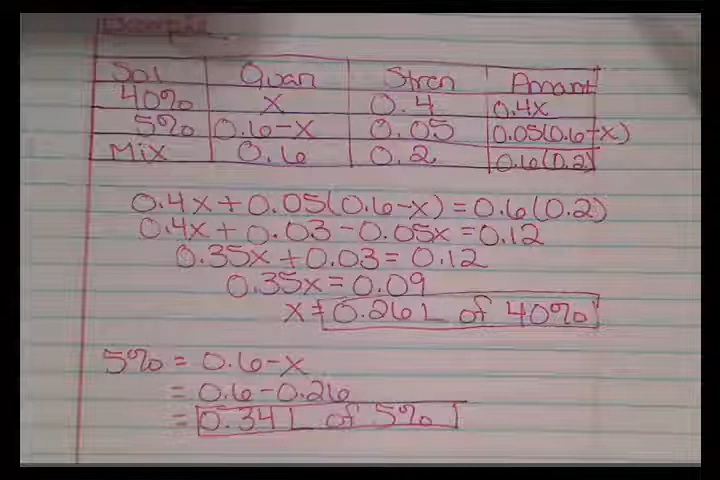 Example
Sol Quan Stren Amount
40% x 0.4 0.4x
5% 0.6-x 0.05 0.05(0.6-x)
Mix 0.6 0.2 0.6(0.2)
0.4x+0.05(0.6-x)=0.6(0.2)
0.4x+0.03-0.05x=0.12
0.35x+0.03=0.12
0.35x=0.09
x=0.26L of 40%
5% = 0.6-x
= 0.6-0.26
= 0.34L of 5%